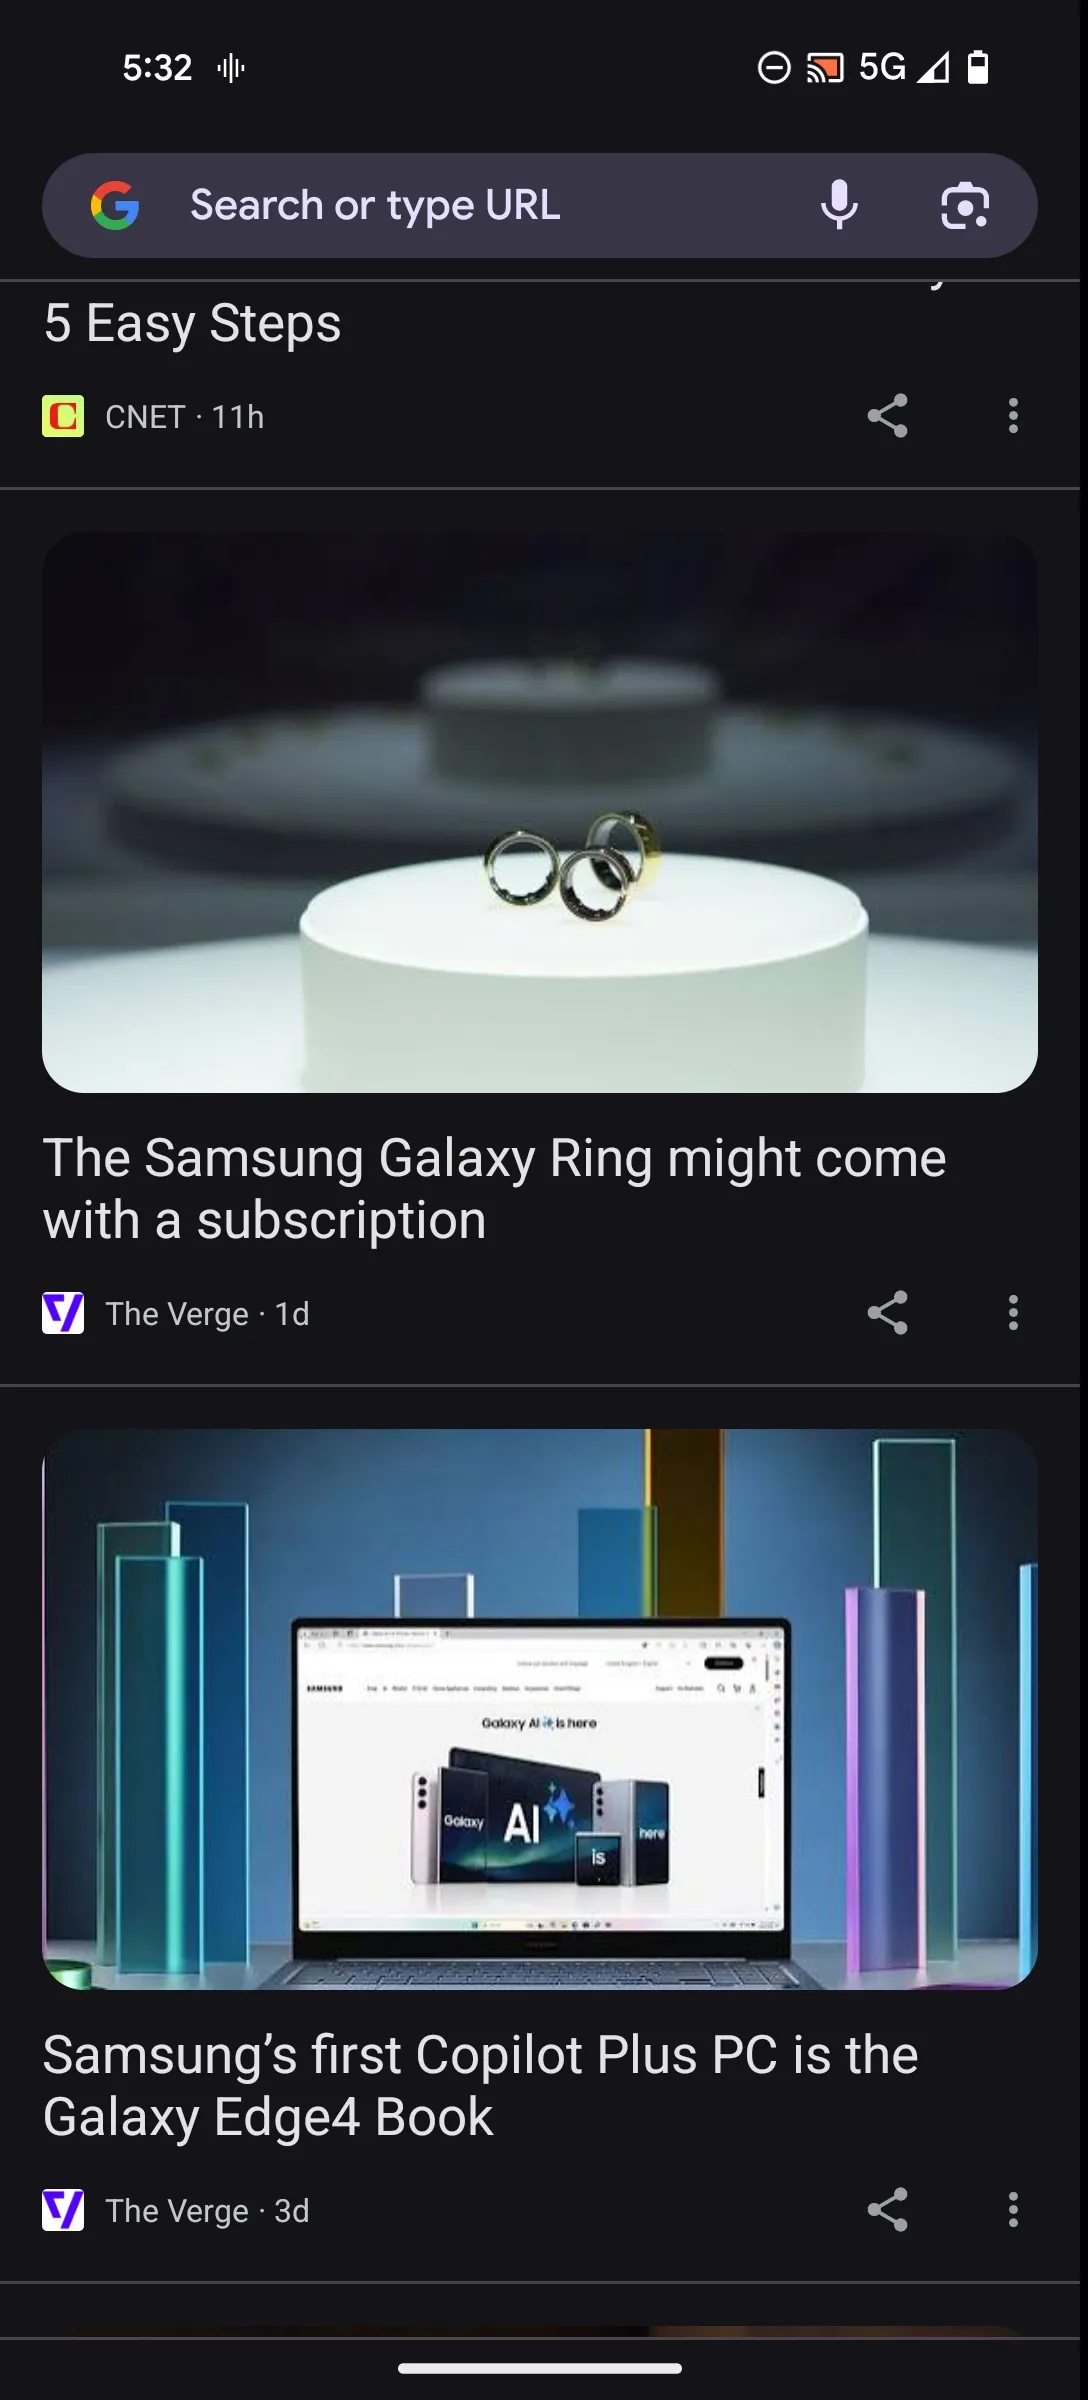 5:32 5G
Search or type URL
5 Easy Steps
CNET · 11h
The Samsung Galaxy Ring might come
with a subscription
The Verge · 1d
SAMSUNG
Galaxy AI is here
Galaxy AI is here
The Verge · 3d
Samsung’s first Copilot Plus PC is the
Galaxy Edge4 Book